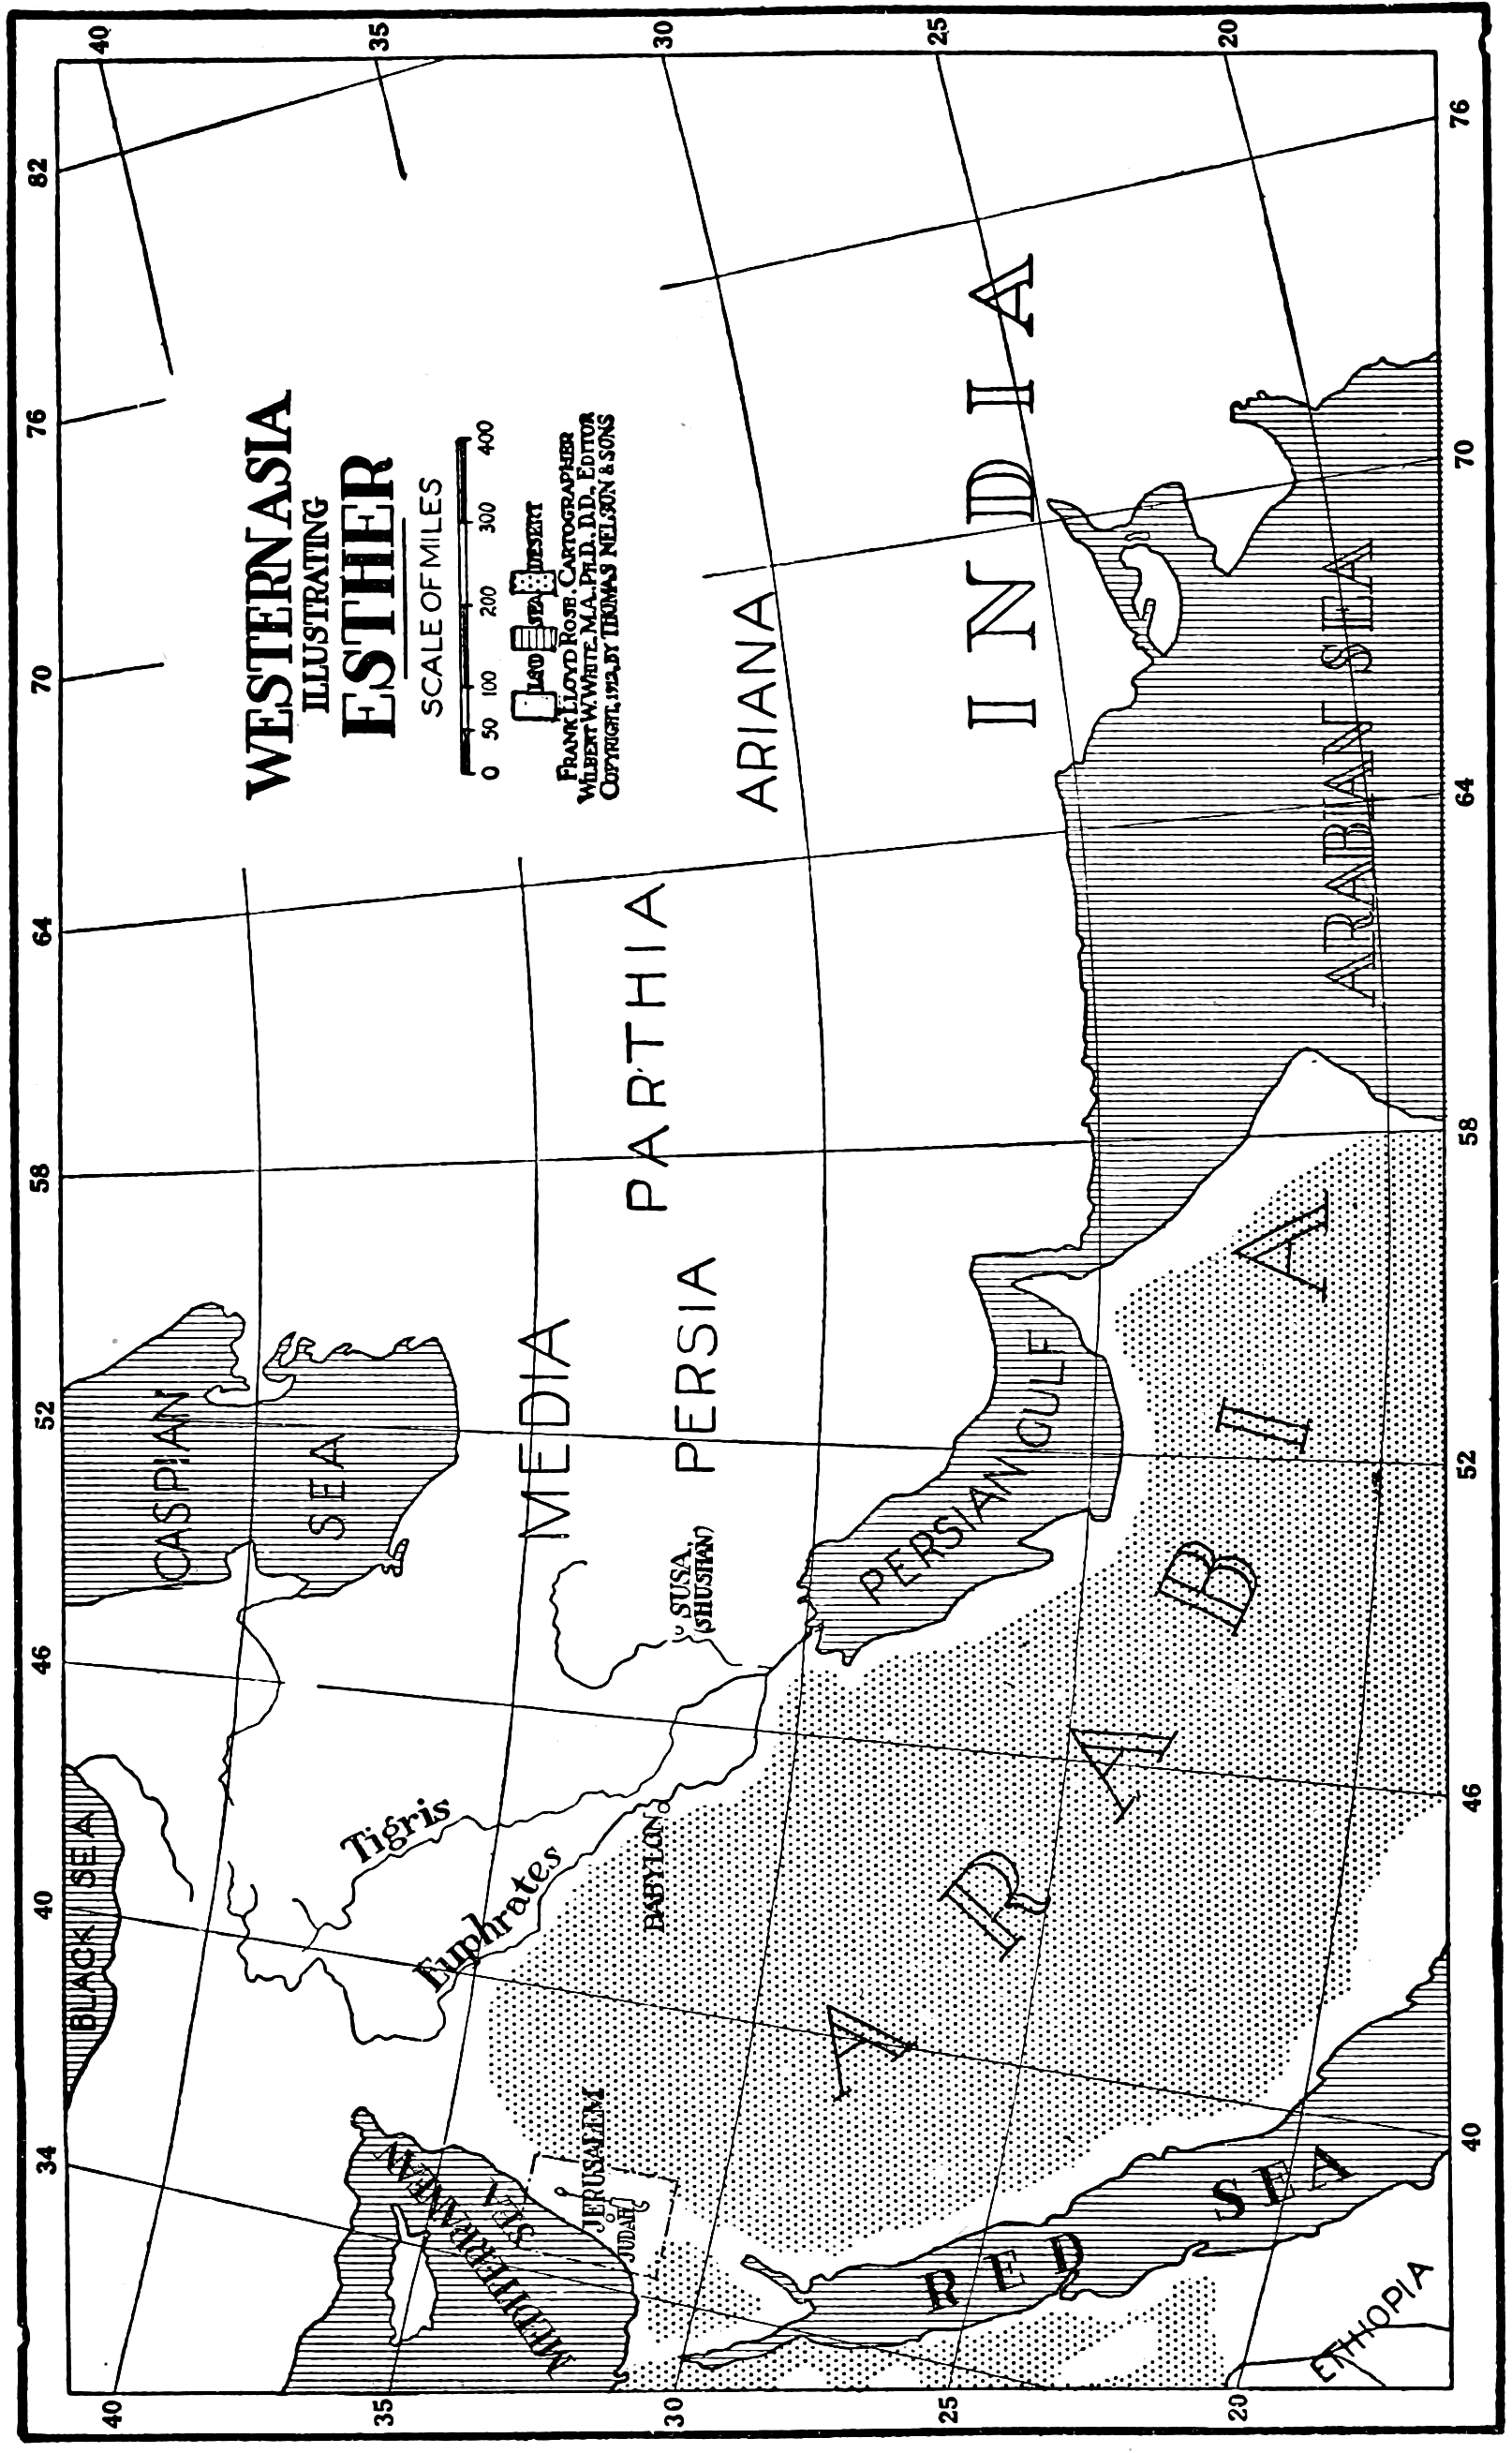 WESTERN ASIA
ILLUSTRATING
ESTHER
SCALE OF MILES
0 50 100 200 300 400
LAND SEA DESERT
FRANK LLOYD ROSE. CARTOGRAPHER
WILBERT W. WHITE. M.A., PH.D., D.D., EDITOR
COPYRIGHT, 1912, BY THOMAS NELSON & SONS
34 40 46 52 58 64 70 76 82
40
35
30
25
20
40
35
30
25
20
40 46 52 58 64 70 76
BLACK SEA
CASPIAN
SEA
MEDITERRANEAN
SEA
Tigris
Euphrates
MEDIA
PARTHIA
PERSIA
ARIANA
INDIA
SUSA
(SHUSHAN)
BABYLON
JERUSALEM
JUDAH
PERSIAN GULF
ARABIA
RED SEA
ARABIAN SEA
ETHIOPIA